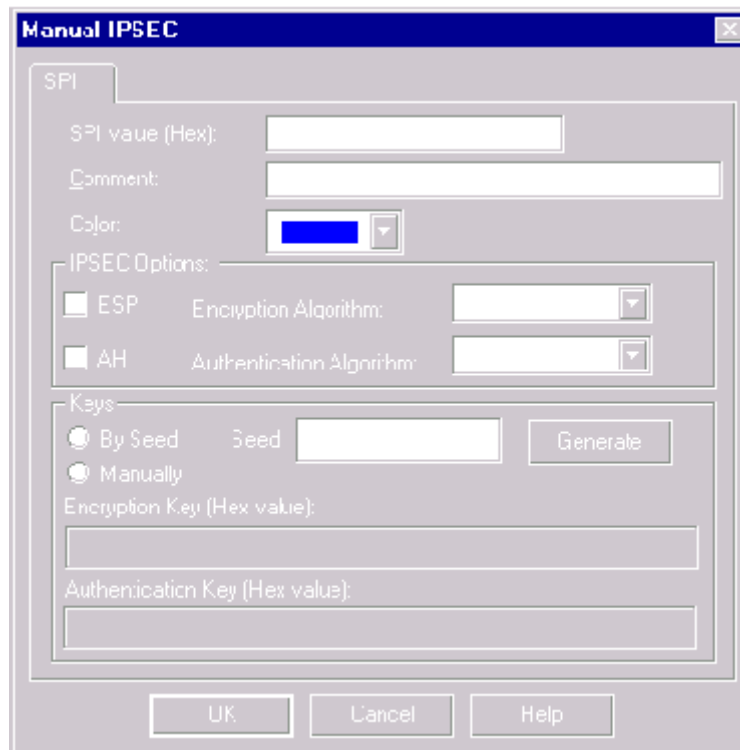 Manual IPSEC
SPI
SPI value (Hex):
Comment:
Color:
IPSEC Options:
ESP Encryption Algorithm:
AH Authentication Algorithm:
Keys
By Seed Seed Generate
Manually
Encryption Key (Hex value):
Authentication Key (Hex value):
OK Cancel Help